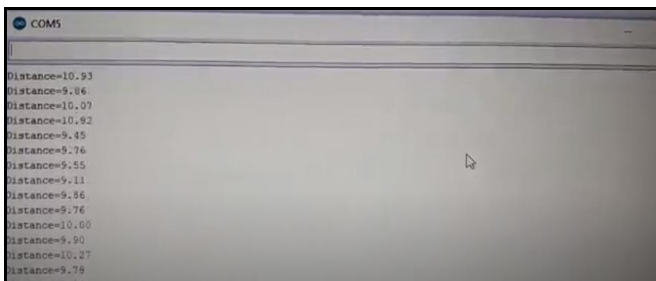 COM5
Distance=10.93
Distance=9.86
Distance=10.07
Distance=10.92
Distance=9.45
Distance=9.76
Distance=9.55
Distance=9.11
Distance=9.86
Distance=9.76
Distance=10.00
Distance=9.90
Distance=10.27
Distance=9.78